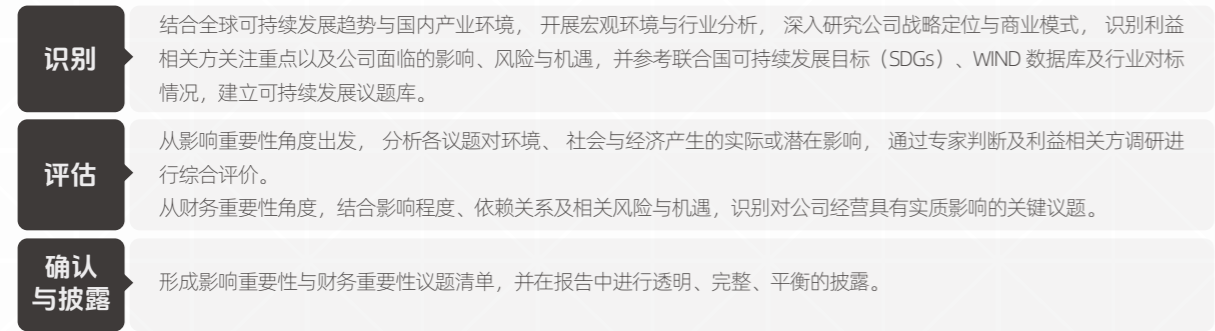 识别
结合全球可持续发展趋势与国内产业环境， 开展宏观环境与行业分析， 深入研究公司战略定位与商业模式， 识别利益
相关方关注重点以及公司面临的影响、风险与机遇，并参考联合国可持续发展目标（SDGs）、WIND 数据库及行业对标
情况，建立可持续发展议题库。
评估
从影响重要性角度出发， 分析各议题对环境、 社会与经济产生的实际或潜在影响， 通过专家判断及利益相关方调研进
行综合评价。
从财务重要性角度，结合影响程度、依赖关系及相关风险与机遇，识别对公司经营具有实质影响的关键议题。
确认
与披露
形成影响重要性与财务重要性议题清单，并在报告中进行透明、完整、平衡的披露。